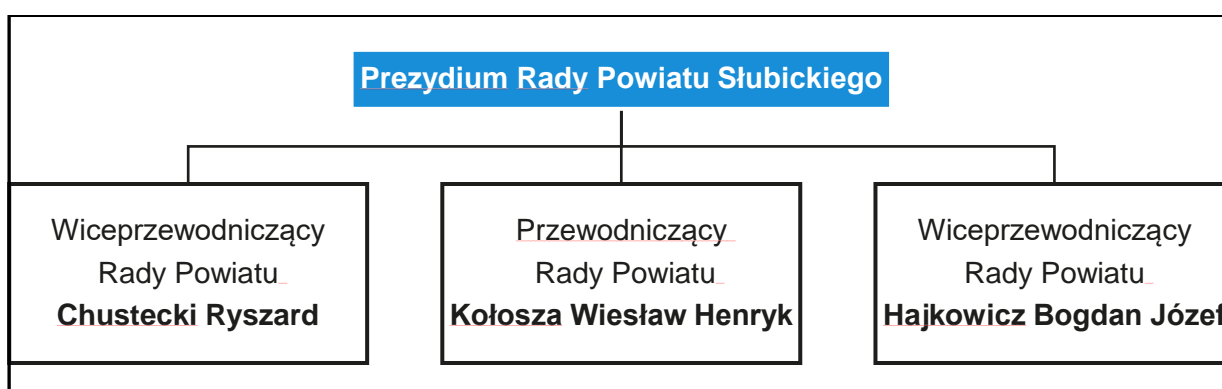 Prezydium Rady Powiatu Słubickiego
Wiceprzewodniczący
Rady Powiatu
Chustecki Ryszard
Przewodniczący
Rady Powiatu
Kołosza Wiesław Henryk
Wiceprzewodniczący
Rady Powiatu
Hajkowicz Bogdan Józef